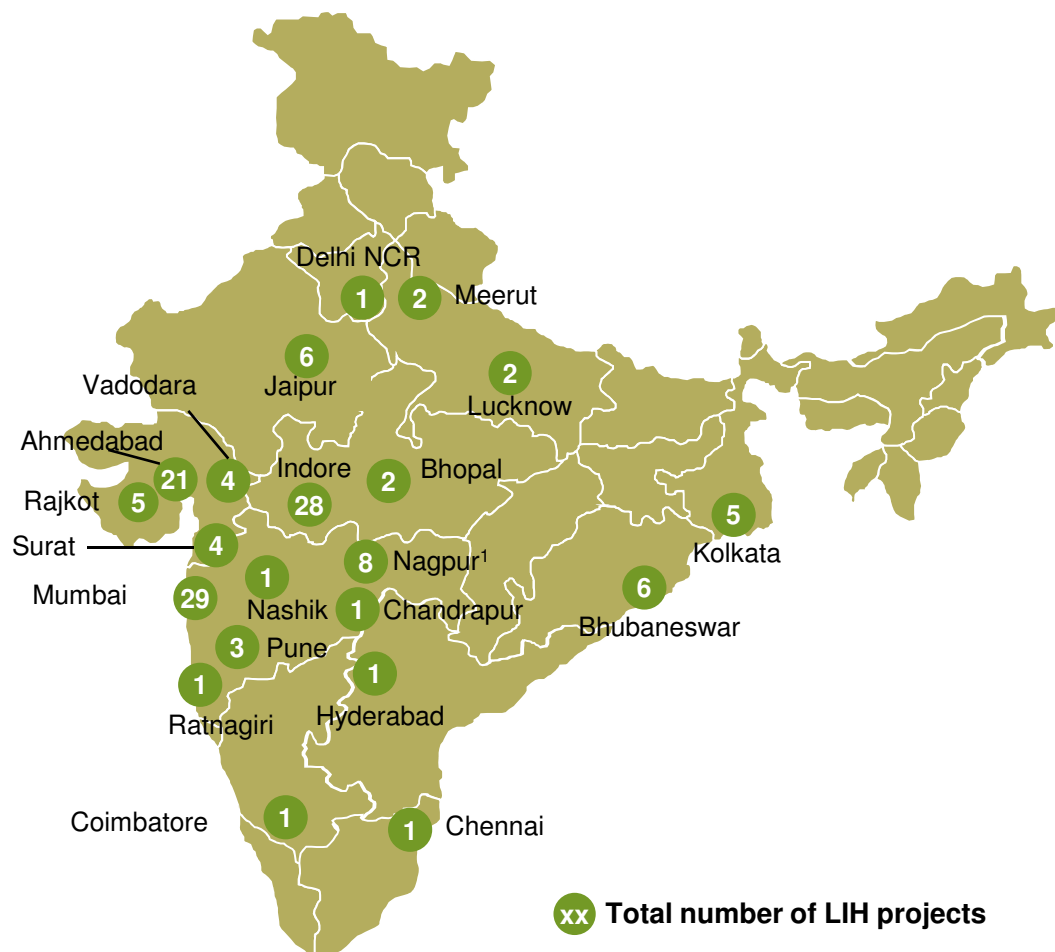 Delhi NCR
1
2
Meerut
6
Jaipur
2
Lucknow
Vadodara
Ahmedabad
21
4
Indore
28
2
Bhopal
Rajkot
5
5
Kolkata
Surat
4
Mumbai
29
1
Nashik
8
Nagpur¹
1
Chandrapur
6
Bhubaneswar
3
Pune
1
Ratnagiri
1
Hyderabad
Coimbatore
1
1
Chennai
xx Total number of LIH projects